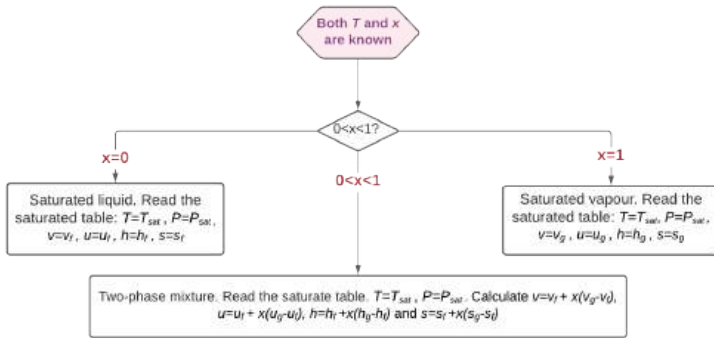 Both T and x
are known
0<x<1?
x=0
0<x<1
x=1
Saturated liquid. Read the
saturated table: T=Tsat , P=Psat ,
v=vf , u=uf , h=hf , s=sf
Saturated vapour. Read the
saturated table: T=Tsat, P=Psat,
v=vg , u=ug , h=hg , s=sg
Two-phase mixture. Read the saturate table. T=Tsat , P=Psat . Calculate v=vf + x(vg-vf),
u=uf + x(ug-uf), h=hf +x(hg-hf) and s=sf +x(sg-sf)